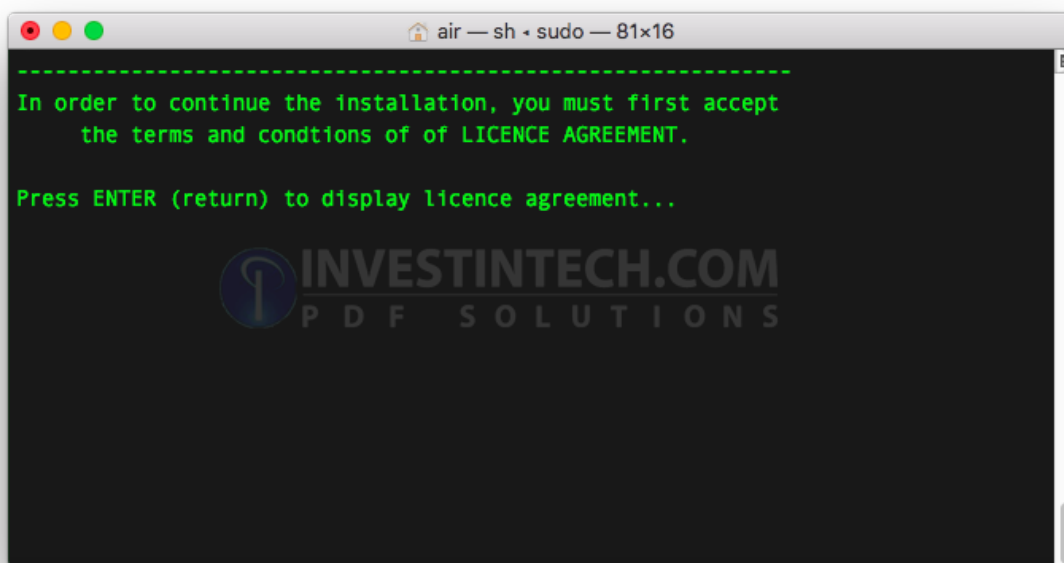 air — sh ◂ sudo — 81×16
------------------------------------------------------------
In order to continue the installation, you must first accept
the terms and condtions of of LICENCE AGREEMENT.
Press ENTER (return) to display licence agreement...
INVESTINTECH.COM
PDF SOLUTIONS